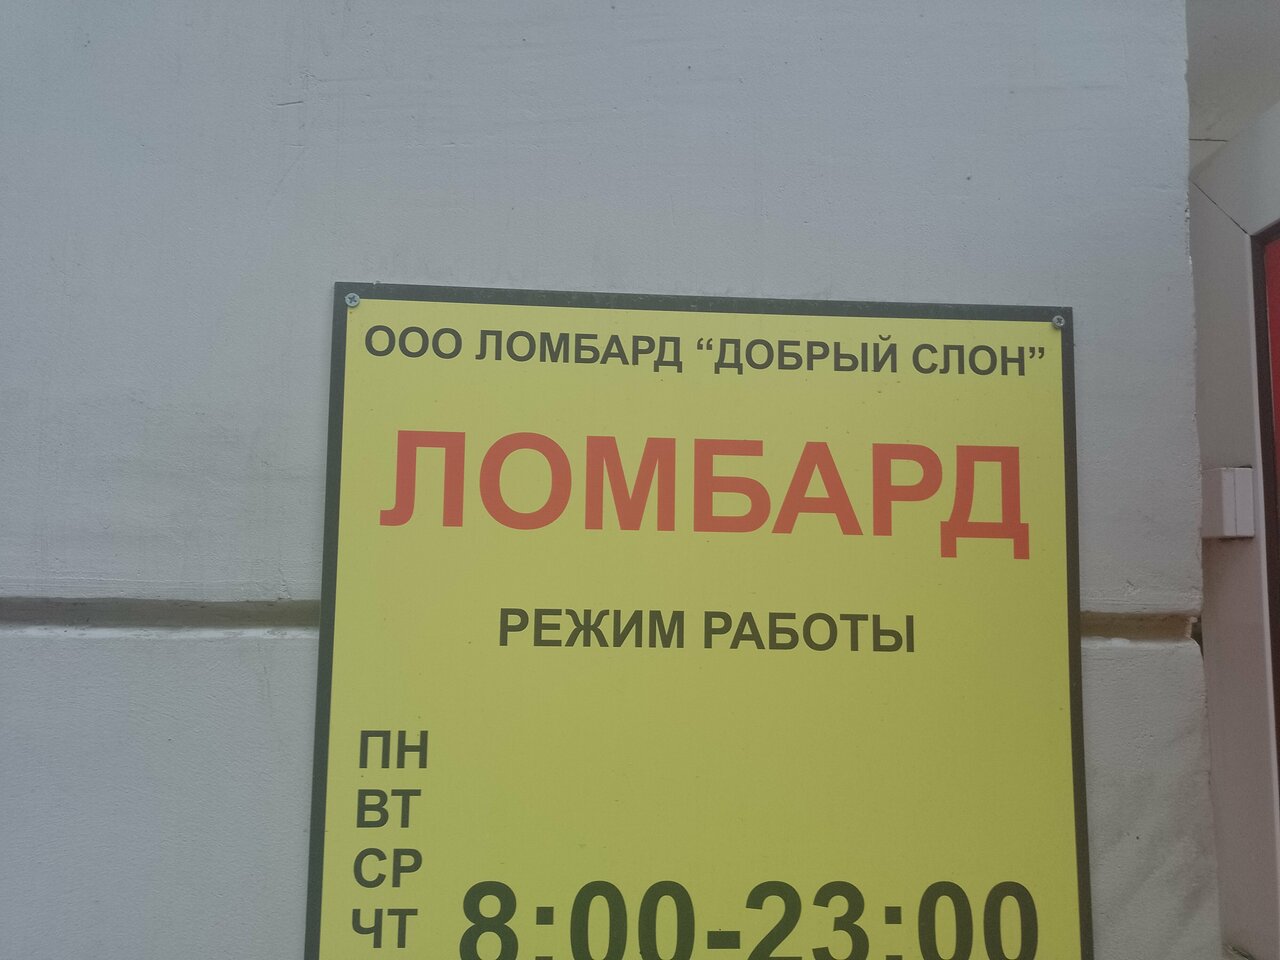 ООО ЛОМБАРД “ДОБРЫЙ СЛОН”
ЛОМБАРД
РЕЖИМ РАБОТЫ
ПН
ВТ
СР
ЧТ
8:00-23:00